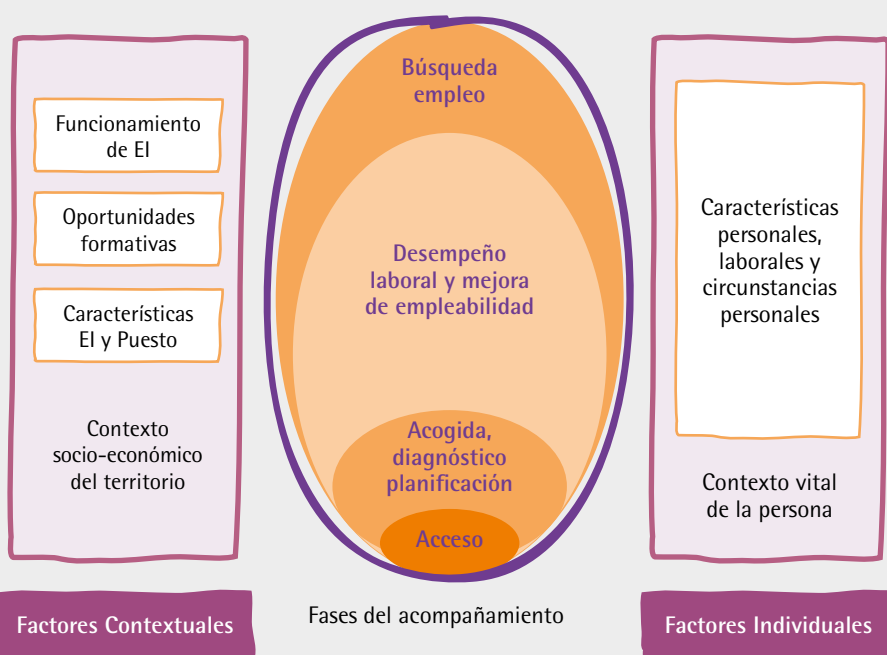 Funcionamiento
de EI
Oportunidades
formativas
Características
EI y Puesto
Contexto
socio-económico
del territorio
Factores Contextuales
Búsqueda
empleo
Desempeño
laboral y mejora
de empleabilidad
Acogida,
diagnóstico
planificación
Acceso
Fases del acompañamiento
Características
personales,
laborales y
circunstancias
personales
Contexto vital
de la persona
Factores Individuales